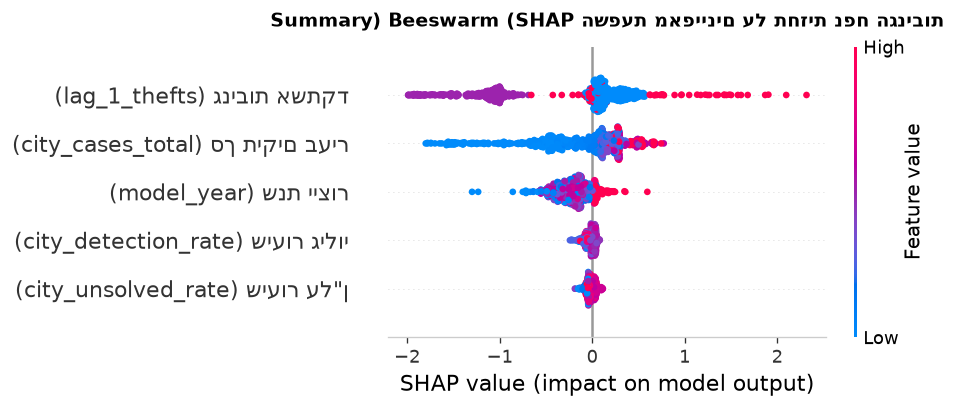 Summary) Beeswarm (SHAP השפעת מאפיינים על תחזית נפח הגניבות
(lag_1_thefts) גניבות אשתקד
(city_cases_total) סך תיקים בעיר
(model_year) שנת ייצור
(city_detection_rate) שיעור גילוי
(city_unsolved_rate) שיעור על"ן
−2 −1 0 1 2
SHAP value (impact on model output)
High
Feature value
Low